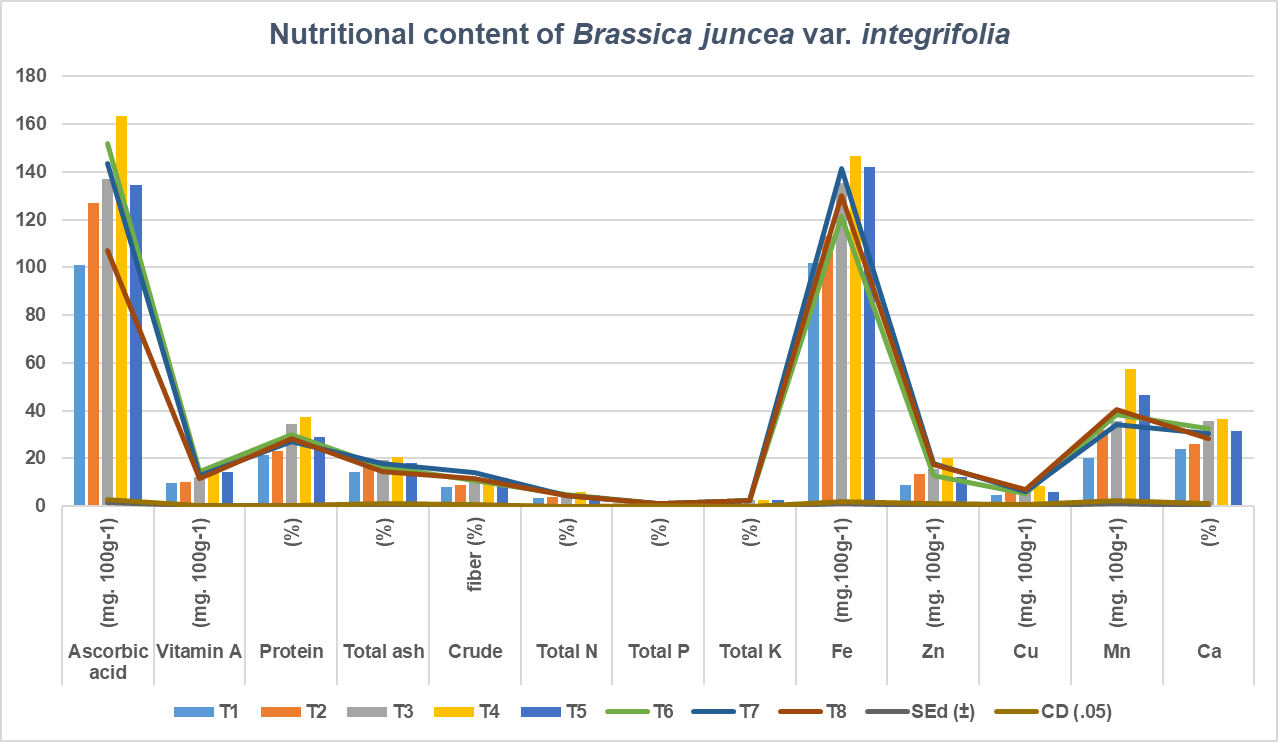 Nutritional content of Brassica juncea var. integrifolia
180
160
140
120
100
80
60
40
20
0
(mg. 100g-1)
(mg. 100g-1)
(%)
(%)
fiber (%)
(%)
(%)
(%)
(mg.100g-1)
(mg. 100g-1)
(mg. 100g-1)
(mg. 100g-1)
(%)
Ascorbic
acid
Vitamin A
Protein
Total ash
Crude
Total N
Total P
Total K
Fe
Zn
Cu
Mn
Ca
T1 T2 T3 T4 T5 T6 T7 T8 SEd (±) CD (.05)